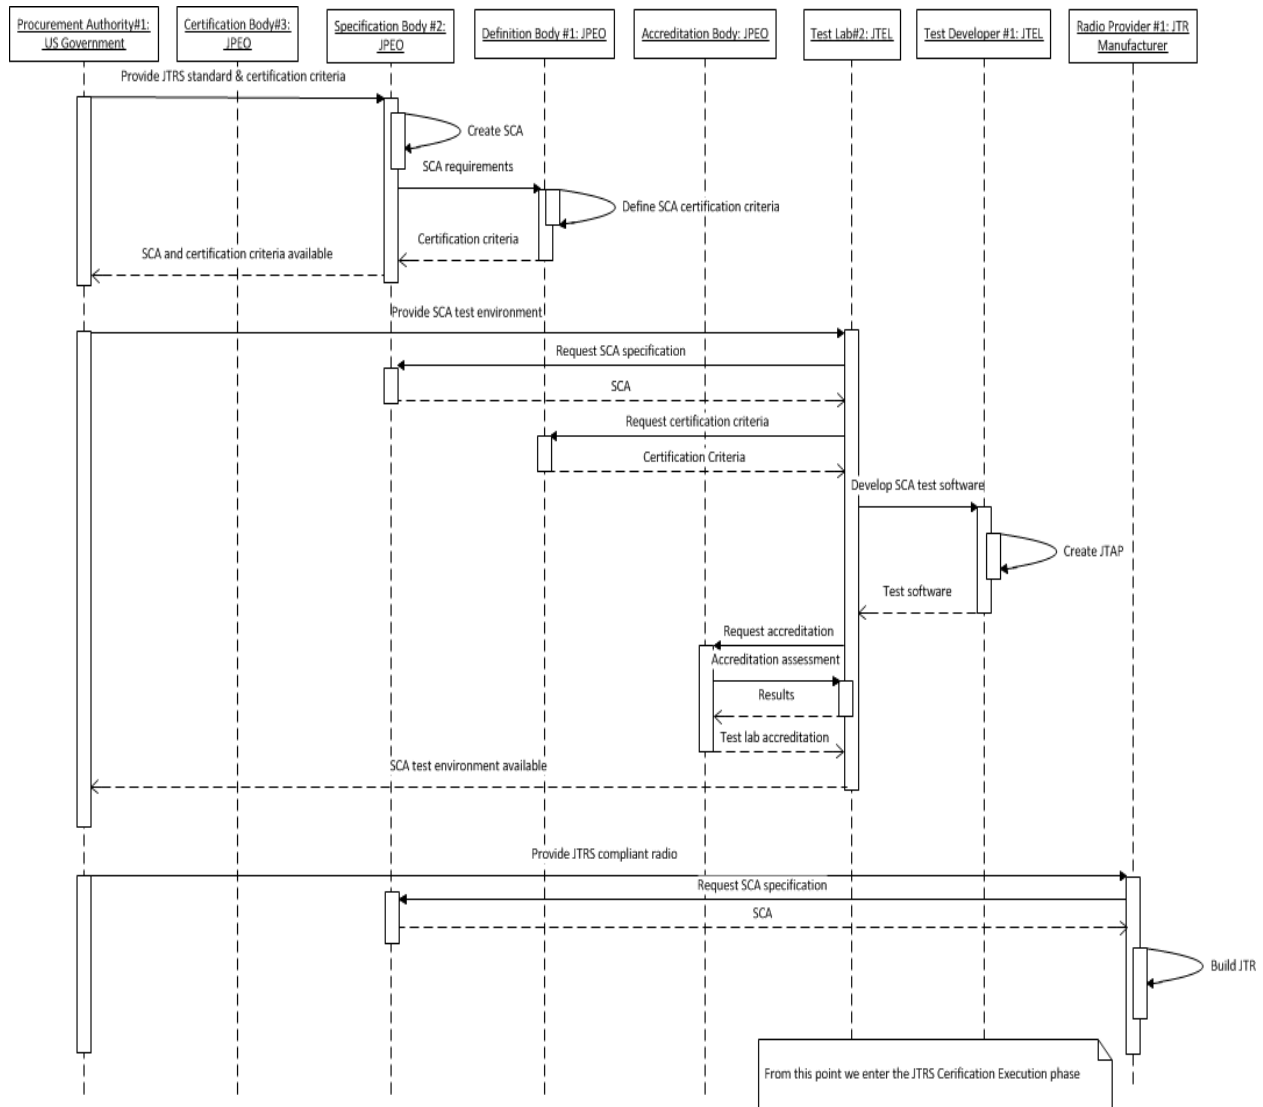 Procurement Authority#1:
US Government
Certification Body#3:
JPEO
Specification Body #2:
JPEO
Definition Body #1: JPEO
Accreditation Body: JPEO
Test Lab#2: JTEL
Test Developer #1: JTEL
Radio Provider #1: JTR
Manufacturer
Provide JTRS standard & certification criteria
Create SCA
SCA requirements
Define SCA certification criteria
Certification criteria
SCA and certification criteria available
Provide SCA test environment
Request SCA specification
SCA
Request certification criteria
Certification Criteria
Develop SCA test software
Create JTAP
Test software
Request accreditation
Accreditation assessment
Results
Test lab accreditation
SCA test environment available
Provide JTRS compliant radio
Request SCA specification
SCA
Build JTR
From this point we enter the JTRS Cerification Execution phase